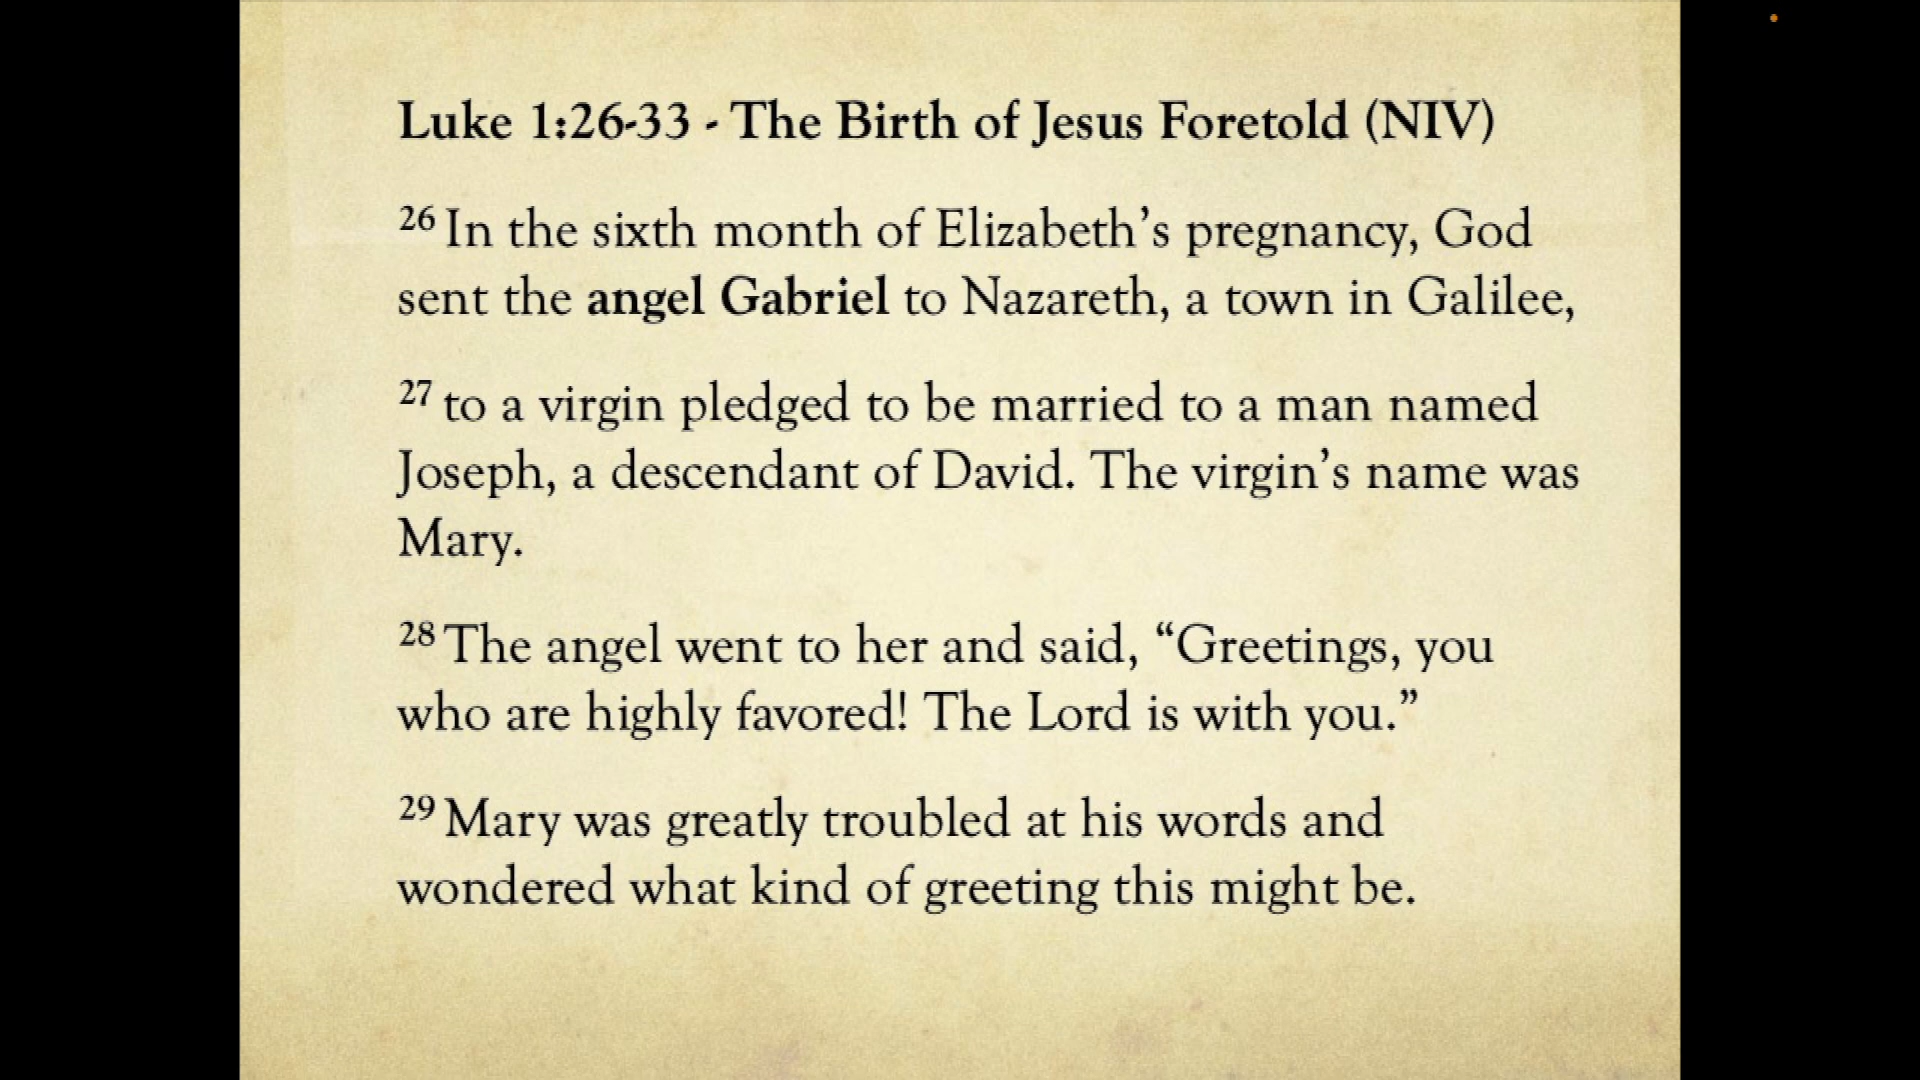 Luke 1:26-33 - The Birth of Jesus Foretold (NIV)
26 In the sixth month of Elizabeth’s pregnancy, God
sent the angel Gabriel to Nazareth, a town in Galilee,
27 to a virgin pledged to be married to a man named
Joseph, a descendant of David. The virgin’s name was
Mary.
28 The angel went to her and said, “Greetings, you
who are highly favored! The Lord is with you.”
29 Mary was greatly troubled at his words and
wondered what kind of greeting this might be.